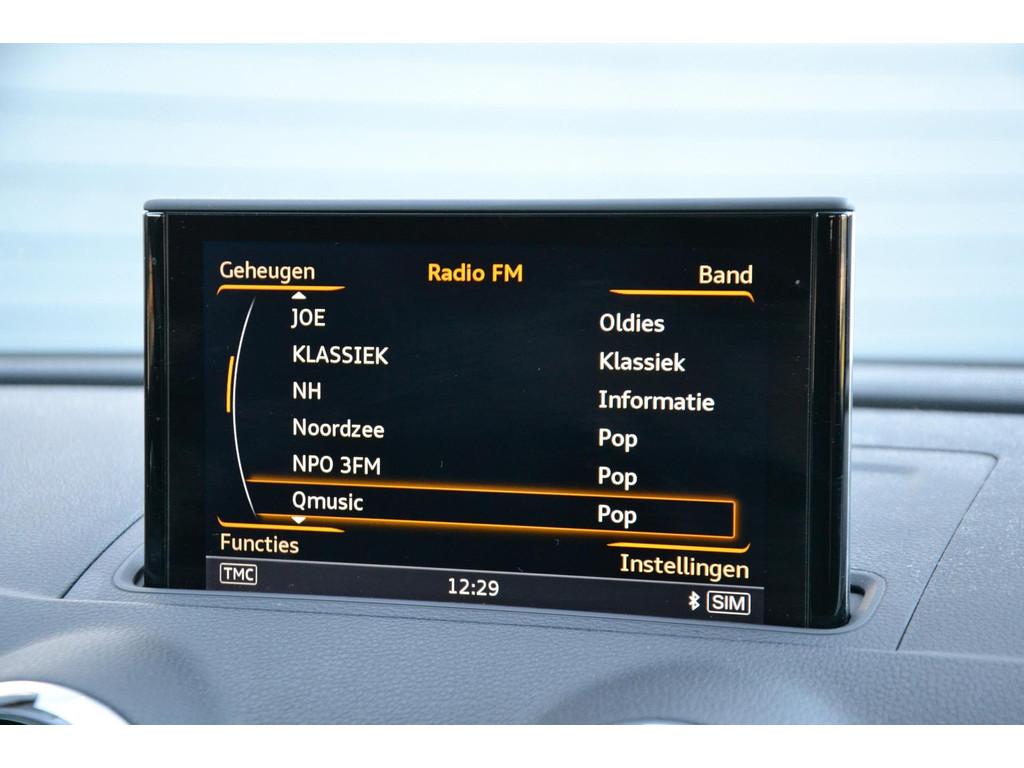 Geheugen Radio FM Band
JOE Oldies
KLASSIEK Klassiek
NH Informatie
Noordzee Pop
NPO 3FM Pop
Qmusic Pop
Functies Instellingen
TMC 12:29 SIM